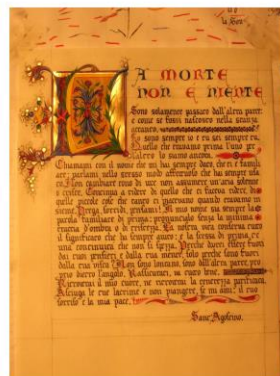 la Ser
A MORTE
NON E NIENTE
Sono solamente passato dall'altra parte:
e come se fossi nascosto nella stanza
accanto.
Io sono sempre io e tu sei sempre tu.
Quello che eravamo prima l'uno per
l'altro lo siamo ancora.
Chiamami con il nome che mi hai sempre dato, che ti è famili
are; parlami nello stesso modo affettuoso che hai sempre usa
to. Non cambiare tono di voce non assumere un'aria solenne
o triste. Continua a ridere di quello che ci faceva ridere, di
quelle piccole cose che tanto ci piacevano quando eravamo in
sieme. Prega, sorridi, pensami! Il mio nome sia sempre la
parola familiare di prima: pronuncialo senza la minima
traccia d'ombra o di tristezza. La nostra vita conserva tutto
il significato che ha sempre avuto: è la stessa di prima, c'è
una continuità che non si spezza. Perchè dovrei essere fuori
dai tuoi pensieri e dalla tua mente, solo perchè sono fuori
dalla tua vista? Non sono lontano, sono dall'altra parte, pro
prio dietro l'angolo. Rassicurati, va tutto bene.
Ritroverai il mio cuore, ne ritroverai la tenerezza purificata.
Asciuga le tue lacrime e non piangere, se mi ami: il tuo
sorriso è la mia pace.
Sant'Agostino.